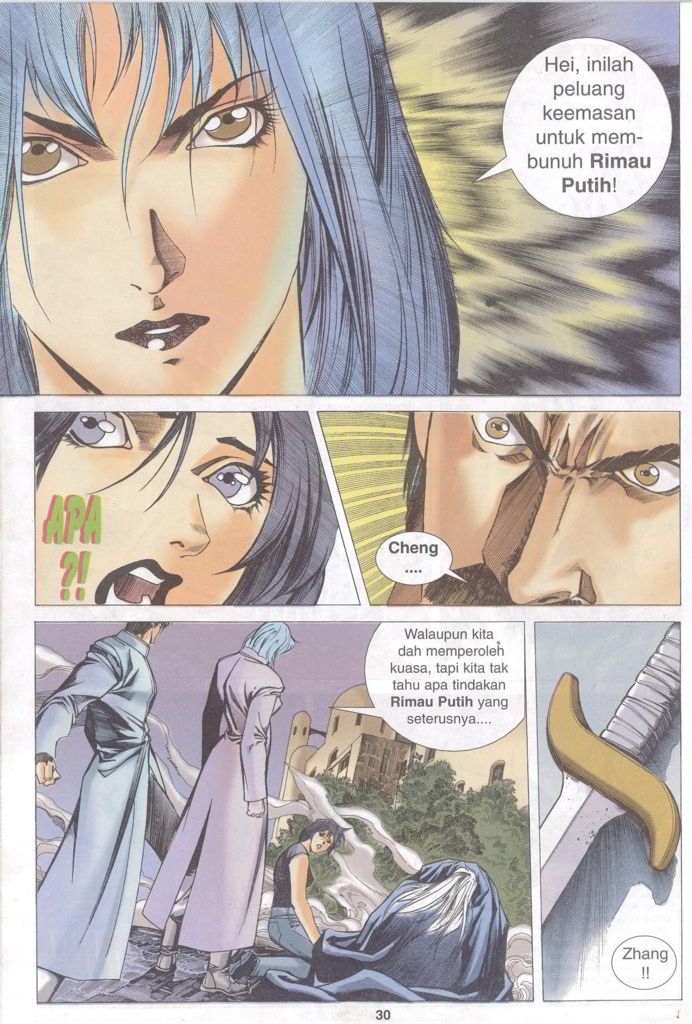 Hei, inilah
peluang
keemasan
untuk mem-
bunuh Rimau
Putih!
APA
?!
Cheng
....
Walaupun kita
dah memperoleh
kuasa, tapi kita tak
tahu apa tindakan
Rimau Putih yang
seterusnya....
Zhang
!!
30